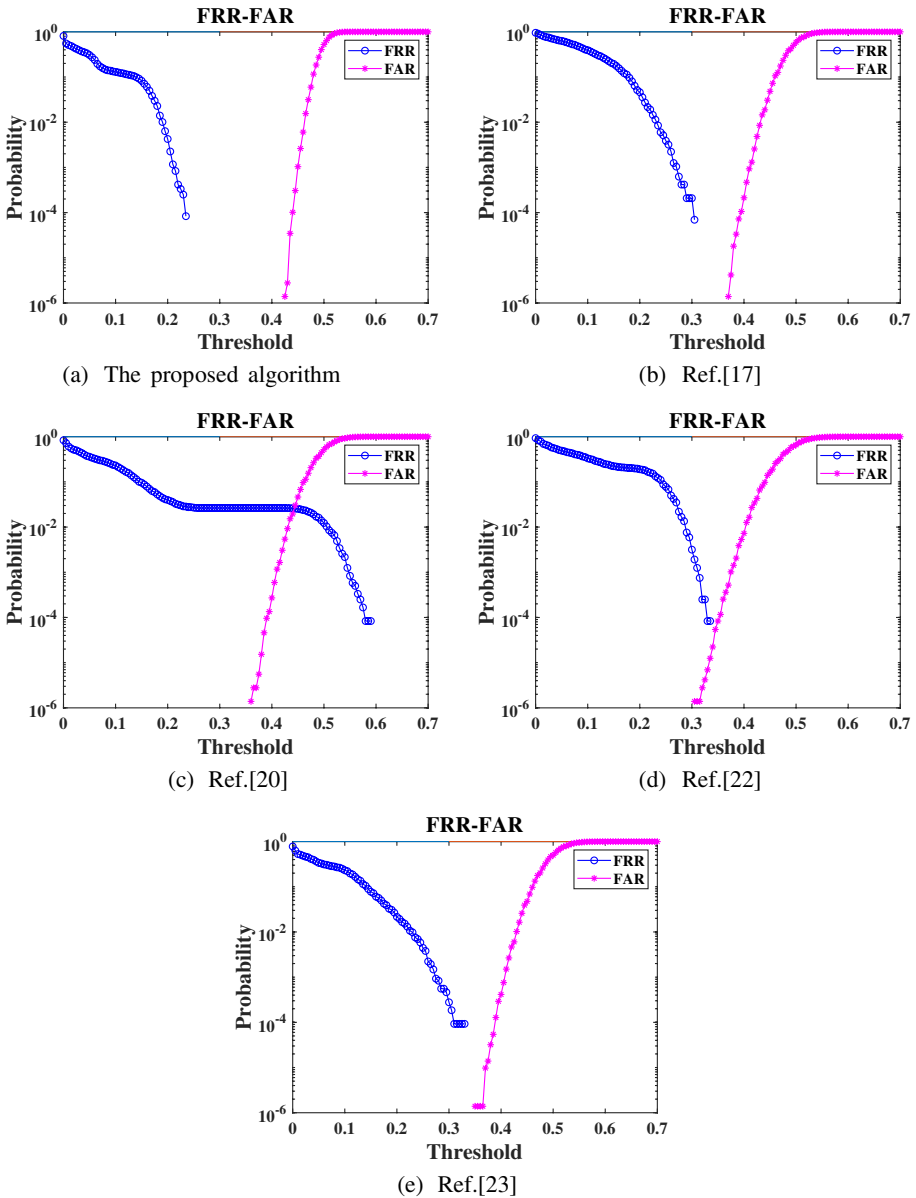 FRR-FAR
10^0
10^-2
10^-4
10^-6
Probability
FRR
FAR
0 0.1 0.2 0.3 0.4 0.5 0.6 0.7
Threshold
(a) The proposed algorithm
FRR-FAR
10^0
10^-2
10^-4
10^-6
Probability
FRR
FAR
0 0.1 0.2 0.3 0.4 0.5 0.6 0.7
Threshold
(b) Ref.[17]
FRR-FAR
10^0
10^-2
10^-4
10^-6
Probability
FRR
FAR
0 0.1 0.2 0.3 0.4 0.5 0.6 0.7
Threshold
(c) Ref.[20]
FRR-FAR
10^0
10^-2
10^-4
10^-6
Probability
FRR
FAR
0 0.1 0.2 0.3 0.4 0.5 0.6 0.7
Threshold
(d) Ref.[22]
FRR-FAR
10^0
10^-2
10^-4
10^-6
Probability
FRR
FAR
0 0.1 0.2 0.3 0.4 0.5 0.6 0.7
Threshold
(e) Ref.[23]